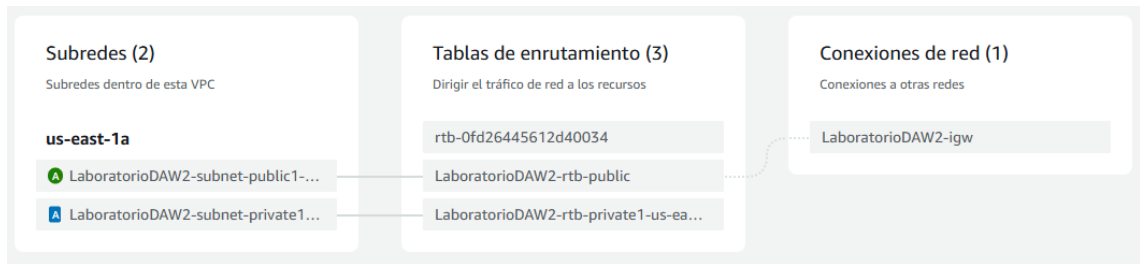 Subredes (2)
Subredes dentro de esta VPC
us-east-1a
A LaboratorioDAW2-subnet-public1-...
A LaboratorioDAW2-subnet-private1...
Tablas de enrutamiento (3)
Dirigir el tráfico de red a los recursos
rtb-0fd26445612d40034
LaboratorioDAW2-rtb-public
LaboratorioDAW2-rtb-private1-us-ea...
Conexiones de red (1)
Conexiones a otras redes
LaboratorioDAW2-igw